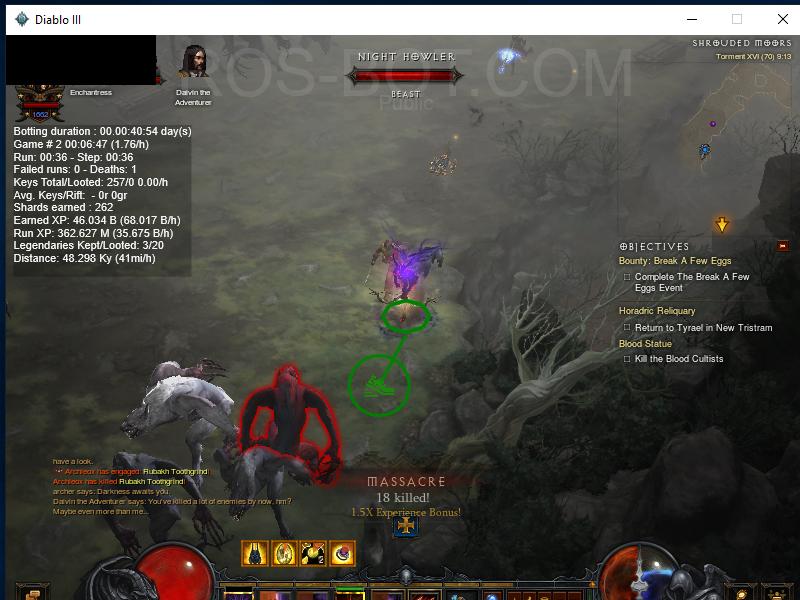 Diablo III
ROS-BOT.COM
Public
NIGHT HOWLER
BEAST
SHROUDED MOORS
Torment XVI (70) 9:13
Enchantress
Daivin the Adventurer
1662
Botting duration : 00.00:40:54 day(s)
Game # 2 00:06:47 (1.76/h)
Run: 00:36 - Step: 00:36
Failed runs: 0 - Deaths: 1
Keys Total/Looted: 257/0 0.00/h
Avg. Keys/Rift:  - 0r 0gr
Shards earned : 262
Earned XP: 46.034 B (68.017 B/h)
Run XP: 362.627 M (35.675 B/h)
Legendaries Kept/Looted: 3/20
Distance: 48.298 Ky (41mi/h)
OBJECTIVES
Bounty: Break A Few Eggs
Complete The Break A Few
Eggs Event
Horadric Reliquary
Return to Tyrael in New Tristram
Blood Statue
Kill the Blood Cultists
have a look.
Archleox has engaged Rubakh Toothgrind!
Archleox has killed Rubakh Toothgrind!
archer says: Darkness awaits you.
Daivin the Adventurer says: You've killed a lot of enemies by now, hm?
Maybe even more than me...
MASSACRE
18 killed!
1.5X Experience Bonus!
2